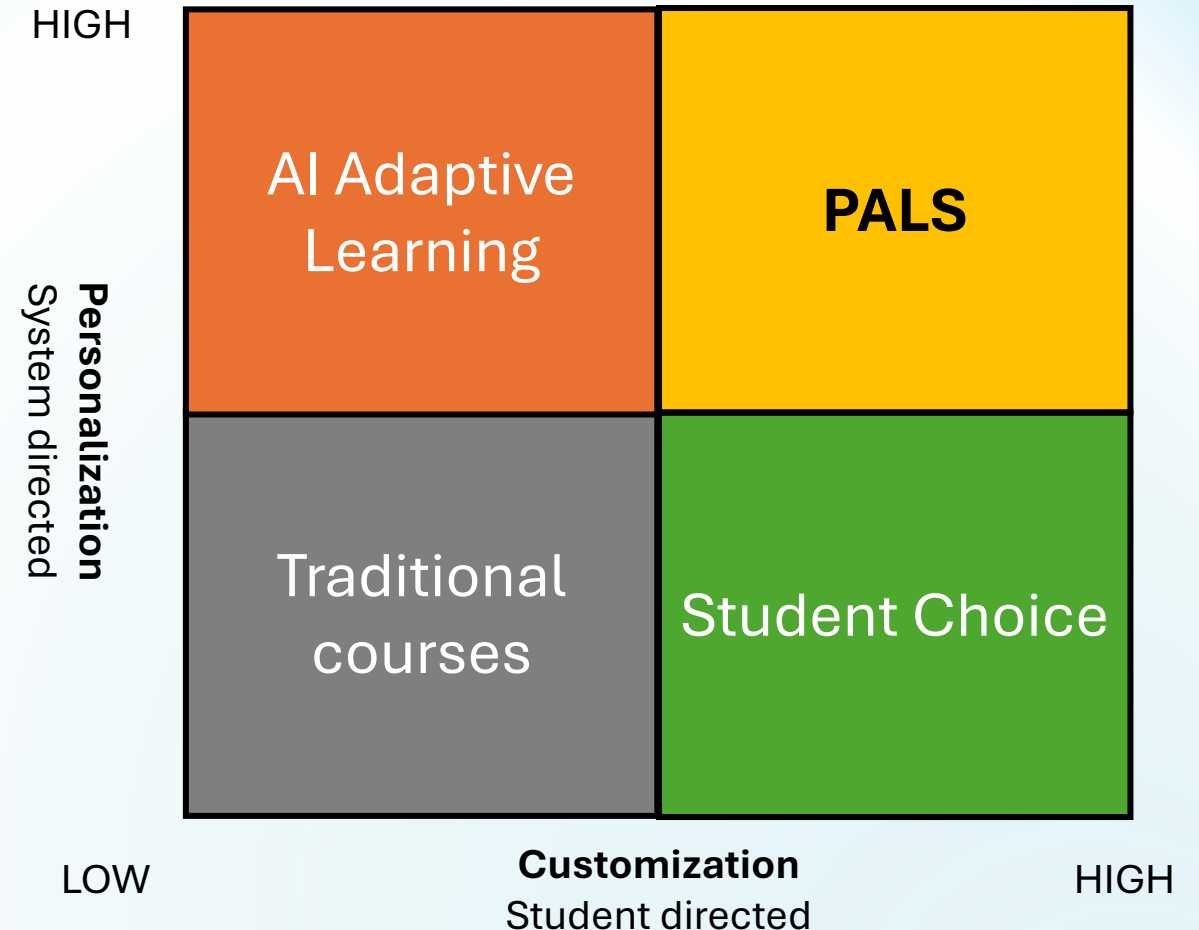 HIGH
AI Adaptive
Learning
PALS
Personalization
System directed
Traditional
courses
Student Choice
LOW
Customization
Student directed
HIGH